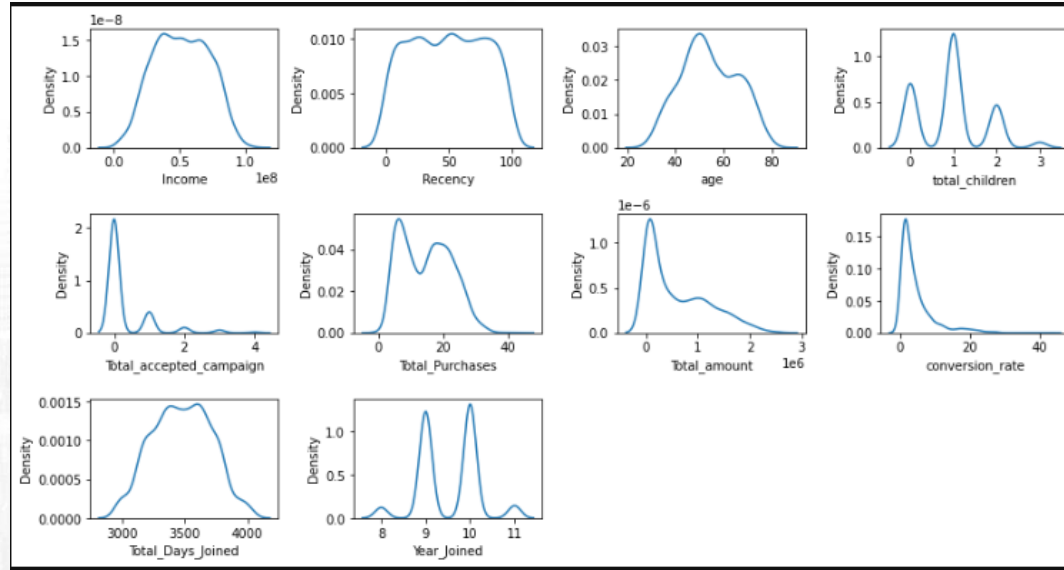 1e−8
Density
1.5
1.0
0.5
0.0
0.0 0.5 1.0
Income 1e8
Density
0.010
0.005
0.000
0 50 100
Recency
Density
0.03
0.02
0.01
0.00
20 40 60 80
age
Density
1.0
0.5
0.0
0 1 2 3
total_children
Density
2
1
0
0 2 4
Total_accepted_campaign
Density
0.04
0.02
0.00
0 20 40
Total_Purchases
1e−6
Density
1.0
0.5
0.0
0 1 2 3
Total_amount 1e6
Density
0.15
0.10
0.05
0.00
0 20 40
conversion_rate
Density
0.0015
0.0010
0.0005
0.0000
3000 3500 4000
Total_Days_Joined
Density
1.0
0.5
0.0
8 9 10 11
Year_Joined